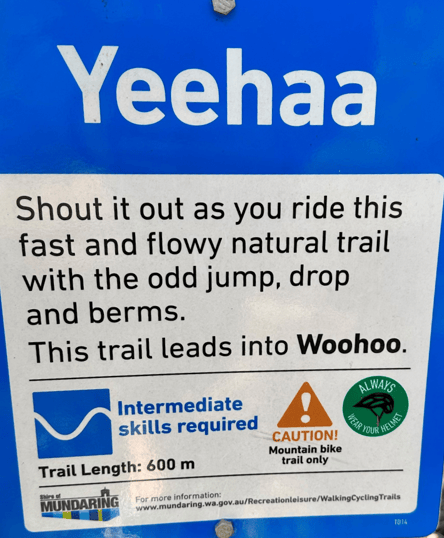 Yeehaa
Shout it out as you ride this
fast and flowy natural trail
with the odd jump, drop
and berms.
This trail leads into Woohoo.
Intermediate
skills required
CAUTION!
Mountain bike
trail only
ALWAYS
WEAR YOUR HELMET
Trail Length: 600 m
Shire of
MUNDARING
For more information:
www.mundaring.wa.gov.au/Recreationleisure/WalkingCyclingTrails